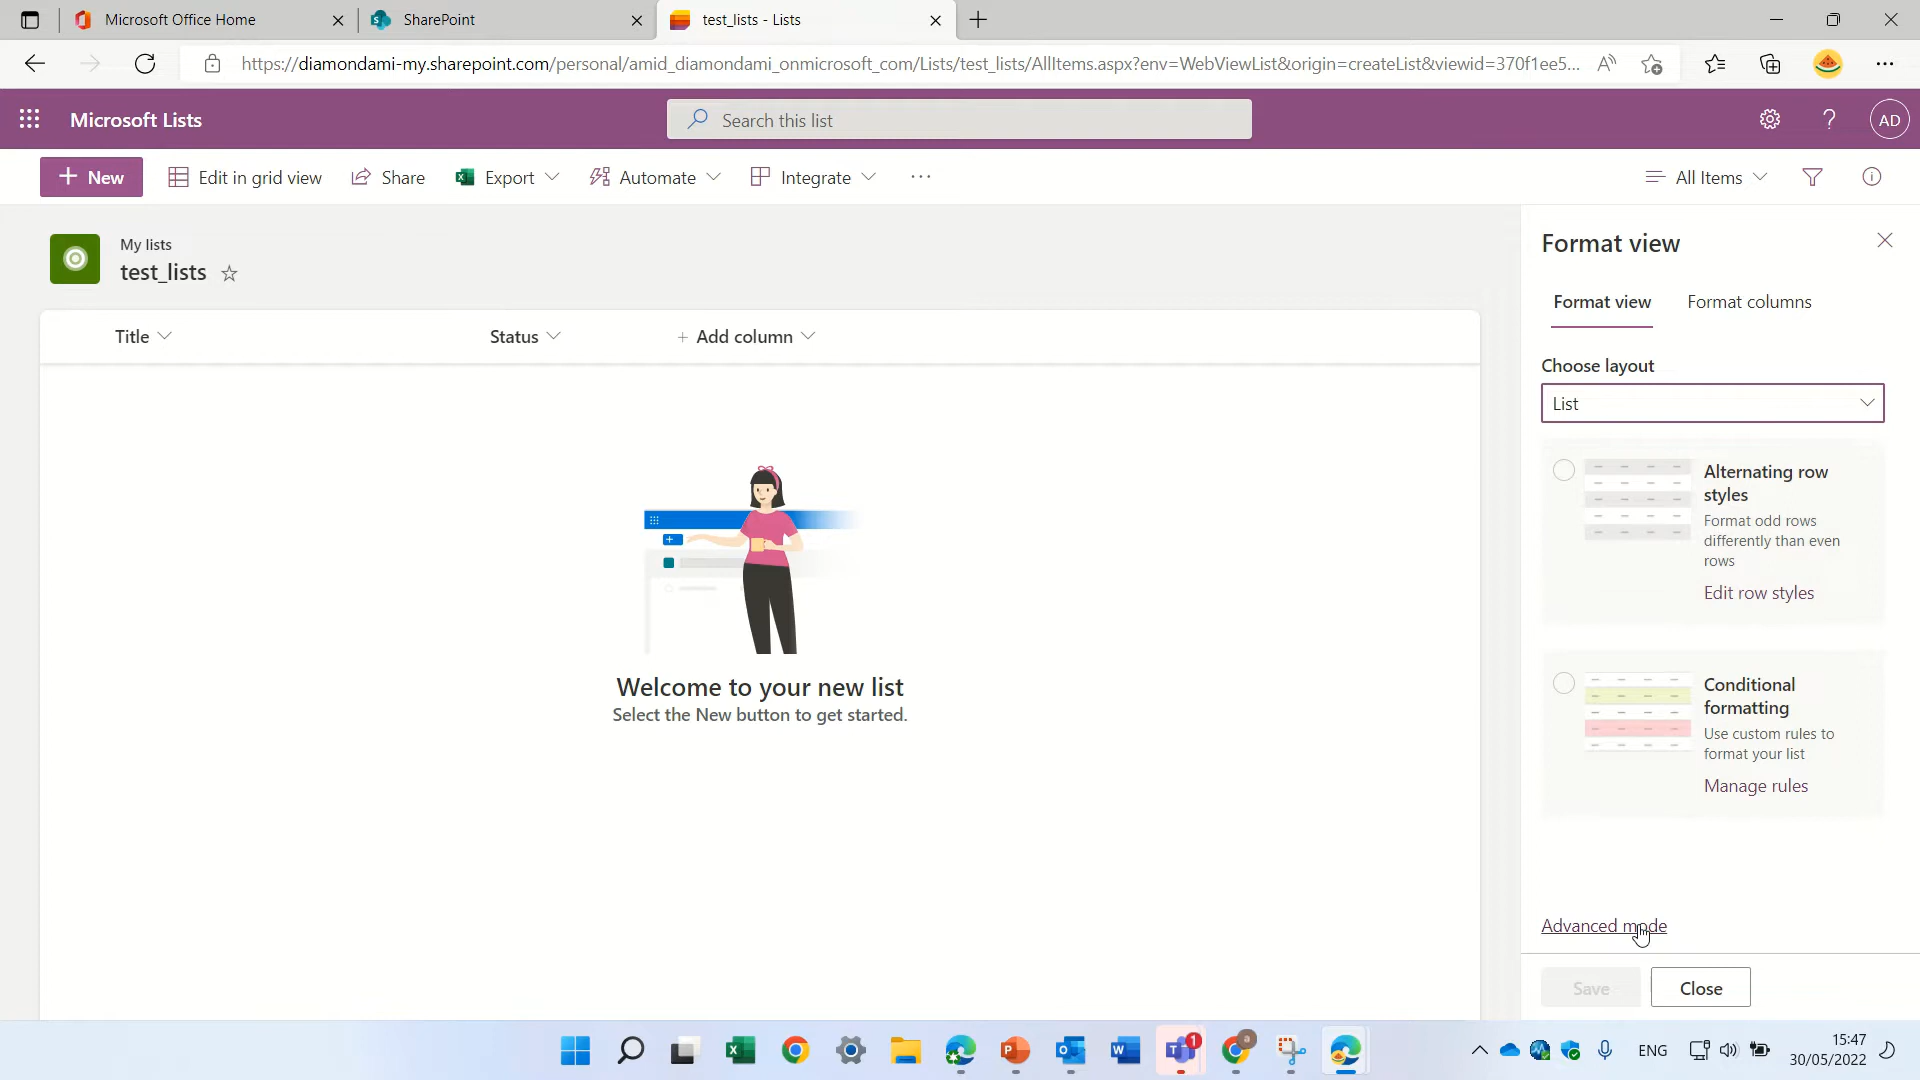 Microsoft Office Home
SharePoint
test_lists - Lists
https://diamondami-my.sharepoint.com/personal/amid_diamondami_onmicrosoft_com/Lists/test_lists/AllItems.aspx?env=WebViewList&origin=createList&viewid=370f1ee5...
Microsoft Lists
Search this list
AD
New
Edit in grid view
Share
Export
Automate
Integrate
All Items
My lists
test_lists
Title
Status
Add column
Welcome to your new list
Select the New button to get started.
Format view
Format view
Format columns
Choose layout
List
Alternating row
styles
Format odd rows
differently than even
rows
Edit row styles
Conditional
formatting
Use custom rules to
format your list
Manage rules
Advanced mode
Save
Close
1
a
ENG
15:47
30/05/2022